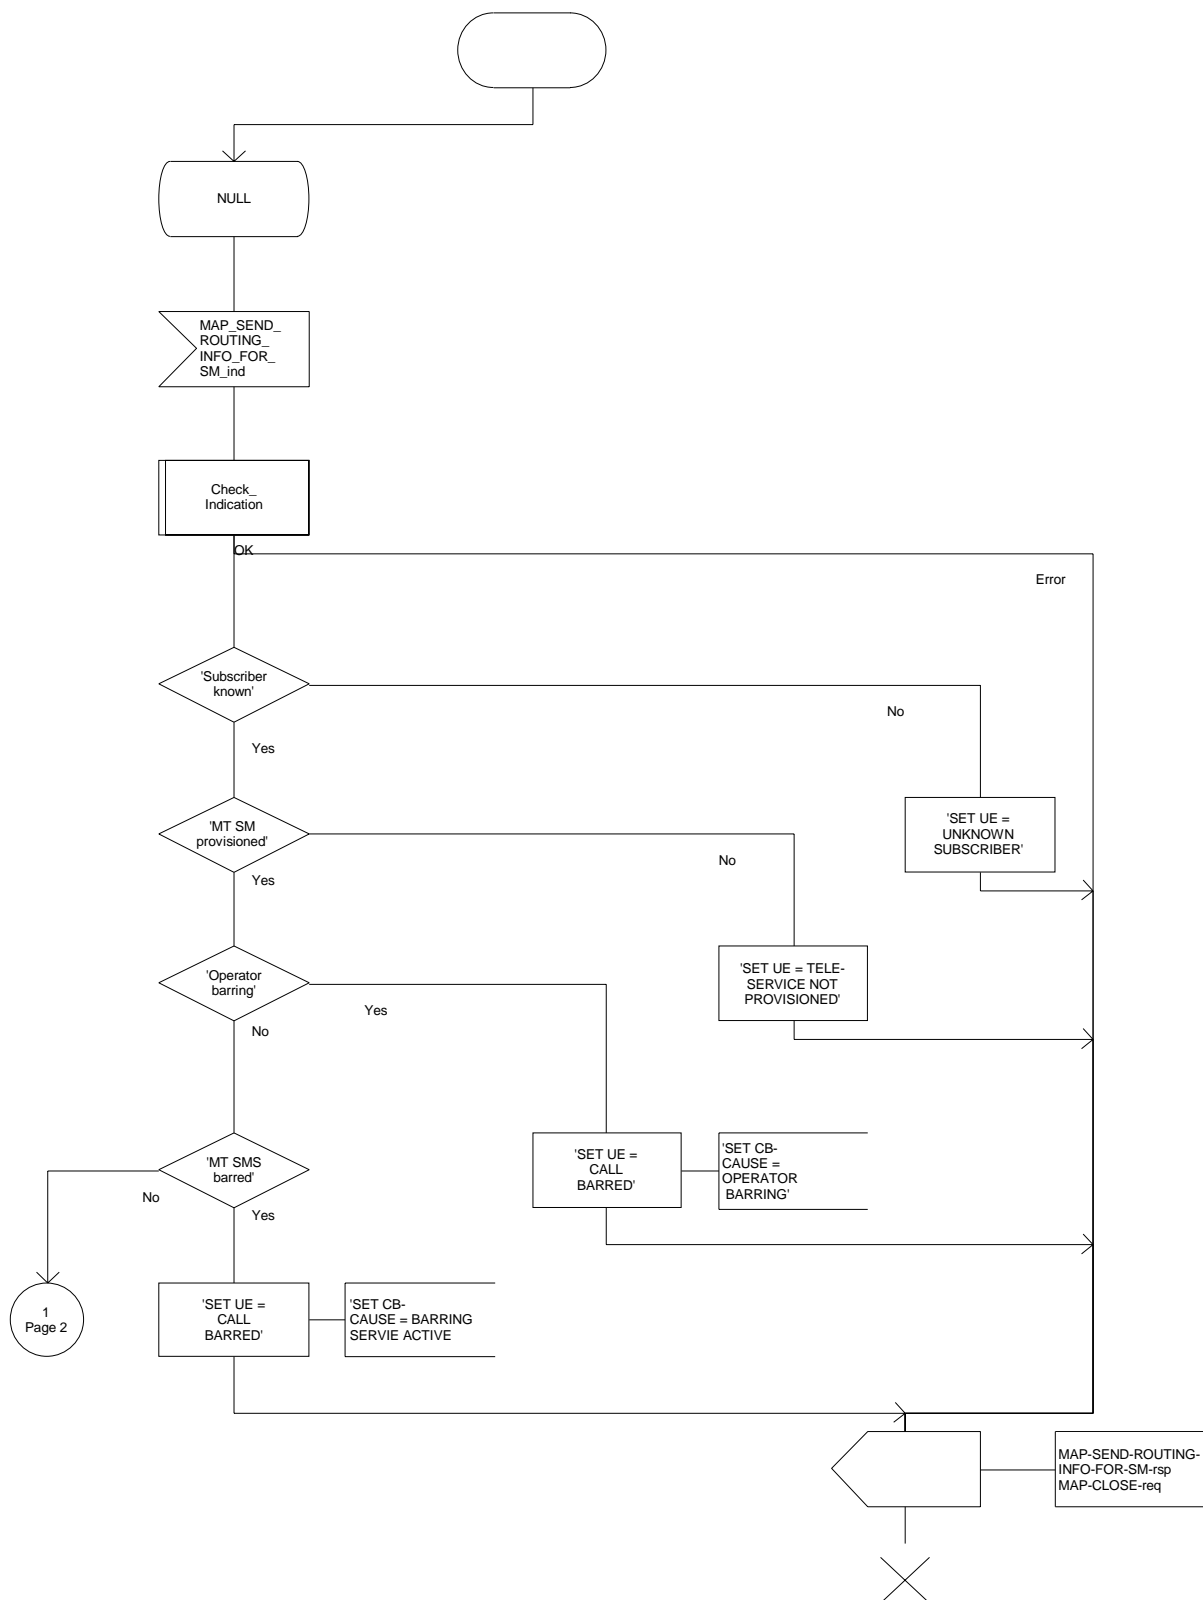 NULL
MAP_SEND_
ROUTING_
INFO_FOR_
SM_ind
Check_
Indication
OK
Error
'Subscriber
known'
No
Yes
'MT SM
provisioned'
No
Yes
'SET UE =
UNKNOWN
SUBSCRIBER'
'Operator
barring'
Yes
No
'SET UE = TELE-
SERVICE NOT
PROVISIONED'
'MT SMS
barred'
No
Yes
'SET UE =
CALL
BARRED'
'SET CB-
CAUSE =
OPERATOR
BARRING'
1
Page 2
'SET UE =
CALL
BARRED'
'SET CB-
CAUSE = BARRING
SERVIE ACTIVE
MAP-SEND-ROUTING-
INFO-FOR-SM-rsp
MAP-CLOSE-req